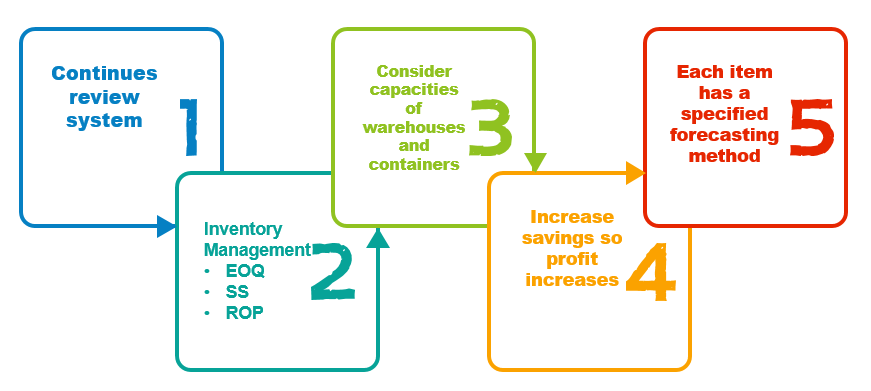 Continues
review
system
1
Inventory
Management
• EOQ
• SS
• ROP
2
Consider
capacities
of
warehouses
and
containers
3
Increase
savings so
profit
increases
4
Each item
has a
specified
forecasting
method
5